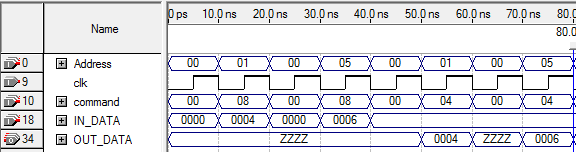 Name 0 ps 10.0 ns 20.0 ns 30.0 ns 40.0 ns 50.0 ns 60.0 ns 70.0 ns 80.0
80.0
0 Address 00 01 00 05 00 01 00 05
9 clk
10 command 00 08 00 08 00 04 00 04
18 IN_DATA 0000 0004 0000 0006
34 OUT_DATA ZZZZ 0004 ZZZZ 0006